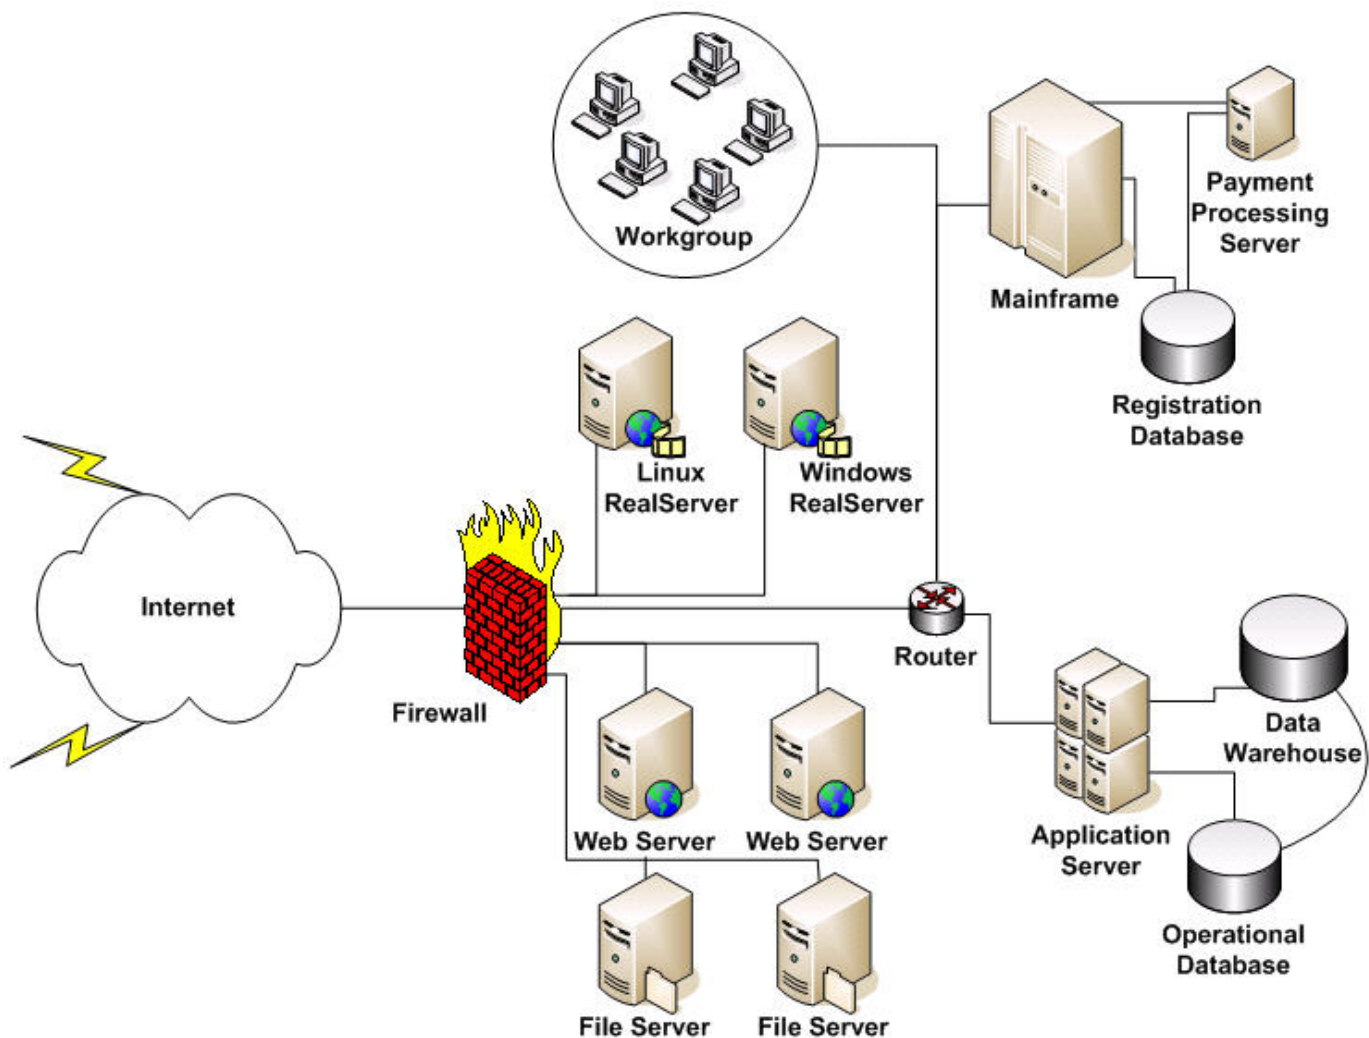 Workgroup
Payment
Processing
Server
Mainframe
Registration
Database
Linux
RealServer
Windows
RealServer
Internet
Firewall
Router
Data
Warehouse
Web Server
Web Server
Application
Server
Operational
Database
File Server
File Server